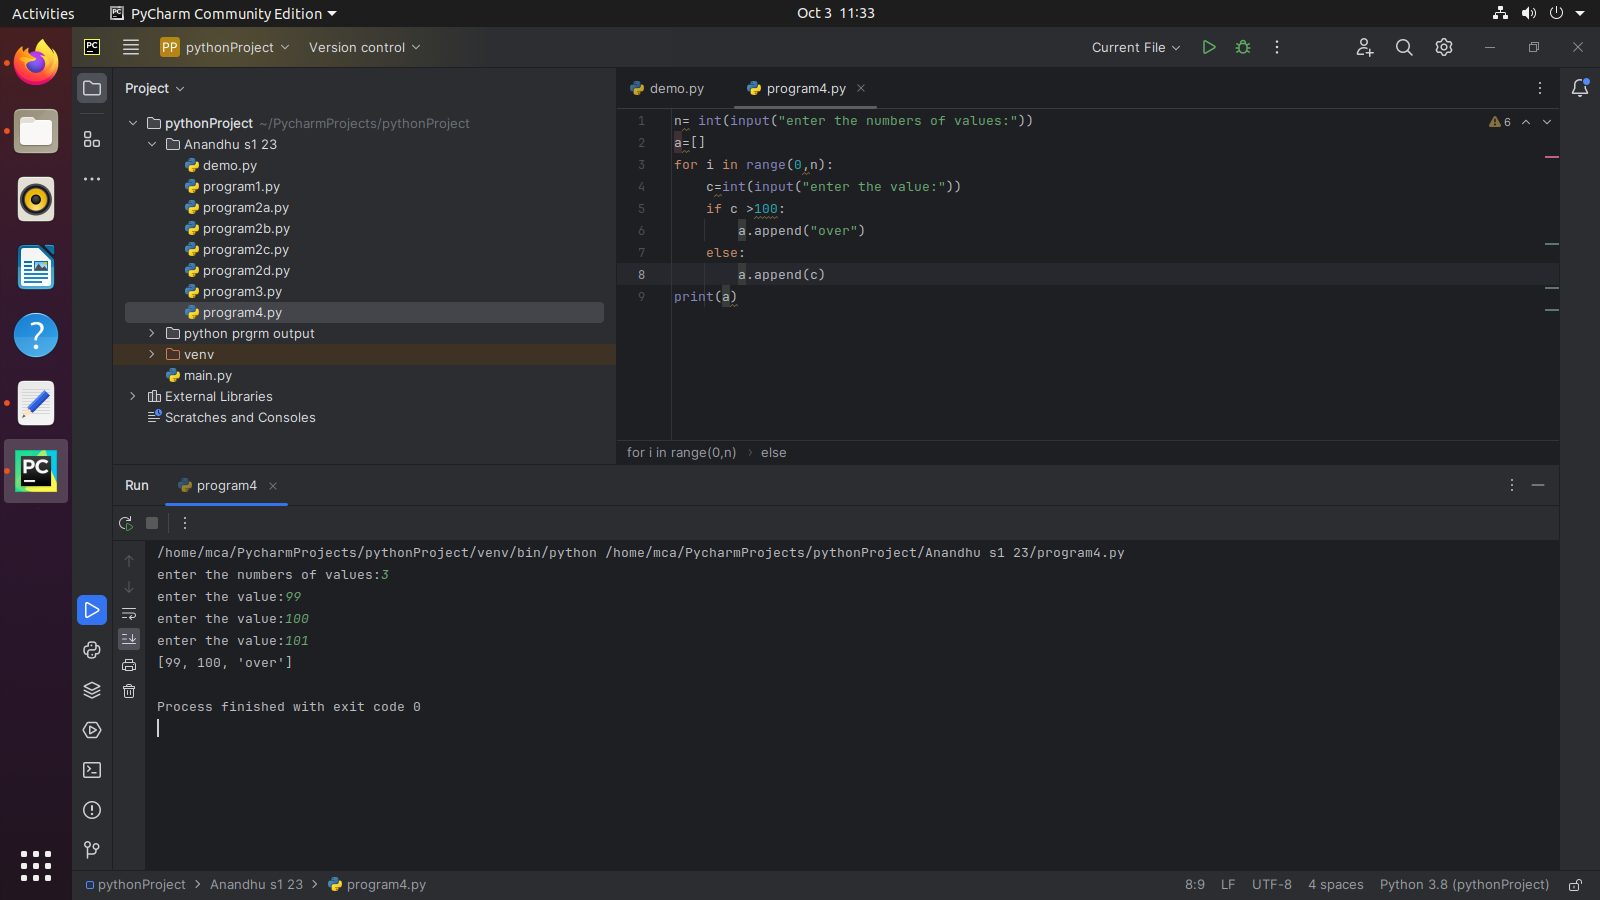 Activities PyCharm Community Edition Oct 3 11:33
PC PP pythonProject Version control Current File
Project
pythonProject ~/PycharmProjects/pythonProject
Anandhu s1 23
demo.py
program1.py
program2a.py
program2b.py
program2c.py
program2d.py
program3.py
program4.py
python prgrm output
venv
main.py
External Libraries
Scratches and Consoles
demo.py program4.py
6
1 n= int(input("enter the numbers of values:"))
2 a=[]
3 for i in range(0,n):
4 c=int(input("enter the value:"))
5 if c >100:
6 a.append("over")
7 else:
8 a.append(c)
9 print(a)
for i in range(0,n) › else
PC
Run program4
/home/mca/PycharmProjects/pythonProject/venv/bin/python /home/mca/PycharmProjects/pythonProject/Anandhu s1 23/program4.py
enter the numbers of values:3
enter the value:99
enter the value:100
enter the value:101
[99, 100, 'over']
Process finished with exit code 0
pythonProject › Anandhu s1 23 › program4.py 8:9 LF UTF-8 4 spaces Python 3.8 (pythonProject)